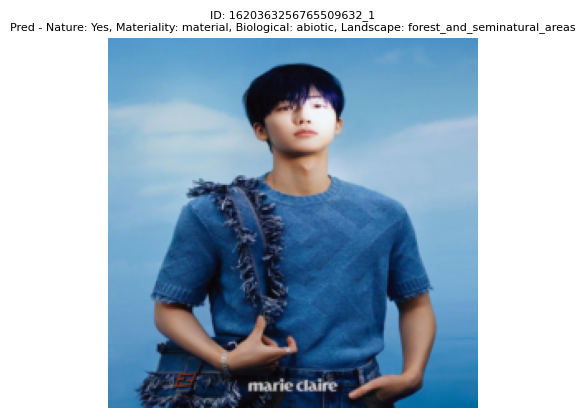 ID: 1620363256765509632_1
Pred - Nature: Yes, Materiality: material, Biological: abiotic, Landscape: forest_and_seminatural_areas
marie claire